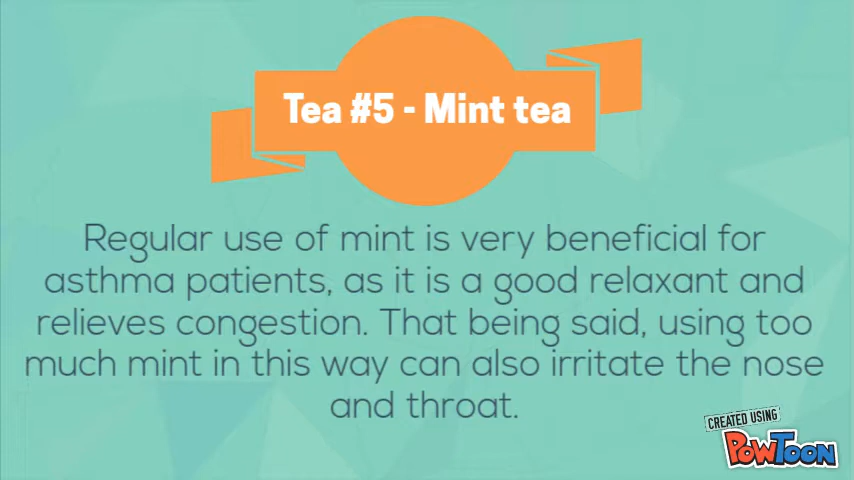 Tea #5 - Mint tea
Regular use of mint is very beneficial for
asthma patients, as it is a good relaxant and
relieves congestion. That being said, using too
much mint in this way can also irritate the nose
and throat.
CREATED USING
POWTOON